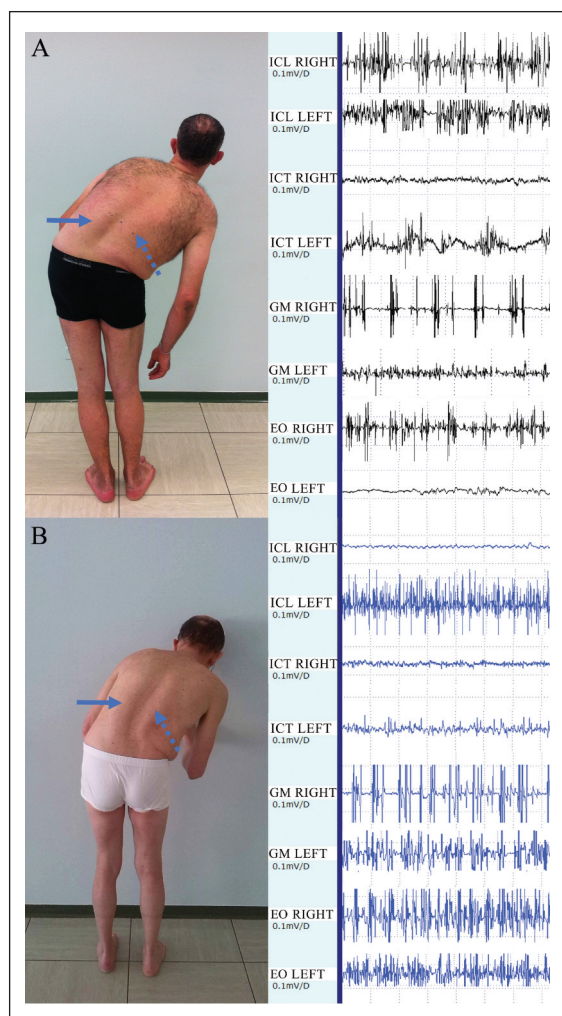 A
ICL RIGHT
0.1mV/D
ICL LEFT
0.1mV/D
ICT RIGHT
0.1mV/D
ICT LEFT
0.1mV/D
GM RIGHT
0.1mV/D
GM LEFT
0.1mV/D
EO RIGHT
0.1mV/D
EO LEFT
0.1mV/D
B
ICL RIGHT
0.1mV/D
ICL LEFT
0.1mV/D
ICT RIGHT
0.1mV/D
ICT LEFT
0.1mV/D
GM RIGHT
0.1mV/D
GM LEFT
0.1mV/D
EO RIGHT
0.1mV/D
EO LEFT
0.1mV/D